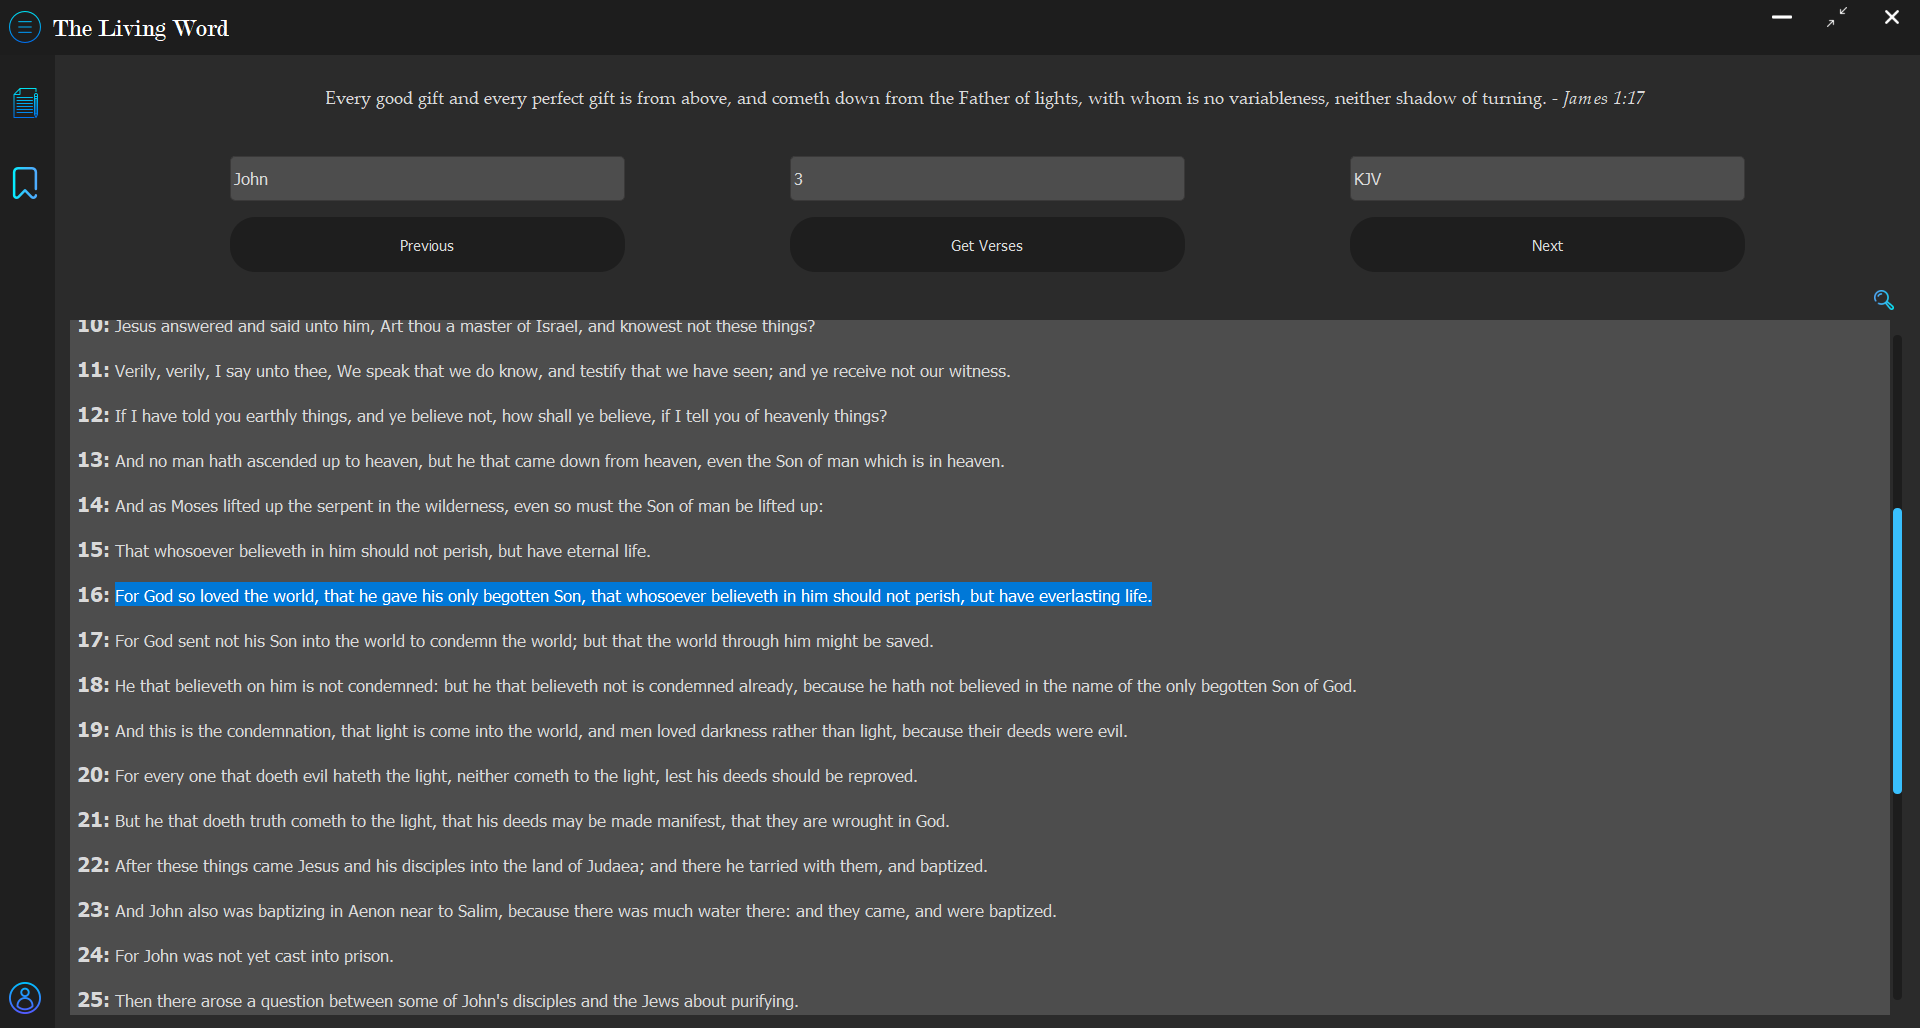 The Living Word
Every good gift and every perfect gift is from above, and cometh down from the Father of lights, with whom is no variableness, neither shadow of turning. - James 1:17
John
3
KJV
Previous
Get Verses
Next
10: Jesus answered and said unto him, Art thou a master of Israel, and knowest not these things?
11: Verily, verily, I say unto thee, We speak that we do know, and testify that we have seen; and ye receive not our witness.
12: If I have told you earthly things, and ye believe not, how shall ye believe, if I tell you of heavenly things?
13: And no man hath ascended up to heaven, but he that came down from heaven, even the Son of man which is in heaven.
14: And as Moses lifted up the serpent in the wilderness, even so must the Son of man be lifted up:
15: That whosoever believeth in him should not perish, but have eternal life.
16: For God so loved the world, that he gave his only begotten Son, that whosoever believeth in him should not perish, but have everlasting life.
17: For God sent not his Son into the world to condemn the world; but that the world through him might be saved.
18: He that believeth on him is not condemned: but he that believeth not is condemned already, because he hath not believed in the name of the only begotten Son of God.
19: And this is the condemnation, that light is come into the world, and men loved darkness rather than light, because their deeds were evil.
20: For every one that doeth evil hateth the light, neither cometh to the light, lest his deeds should be reproved.
21: But he that doeth truth cometh to the light, that his deeds may be made manifest, that they are wrought in God.
22: After these things came Jesus and his disciples into the land of Judaea; and there he tarried with them, and baptized.
23: And John also was baptizing in Aenon near to Salim, because there was much water there: and they came, and were baptized.
24: For John was not yet cast into prison.
25: Then there arose a question between some of John's disciples and the Jews about purifying.